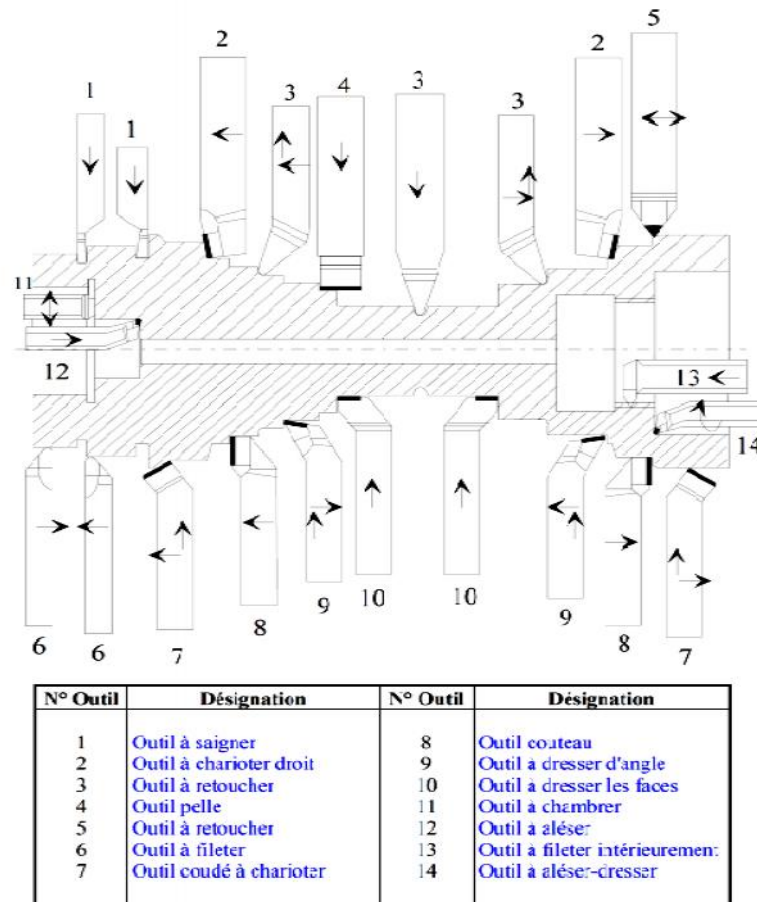 5
2
2
3
4
3
3
1
1
11
12
13
14
6
6
7
8
9
10
10
9
8
7
N° Outil Désignation N° Outil Désignation
1 Outil à saigner 8 Outil couteau
2 Outil à charioter droit 9 Outil à dresser d'angle
3 Outil à retoucher 10 Outil à dresser les faces
4 Outil pelle 11 Outil à chambrer
5 Outil à retoucher 12 Outil à aléser
6 Outil à fileter 13 Outil à fileter intérieurement
7 Outil coudé à charioter 14 Outil à aléser-dresser